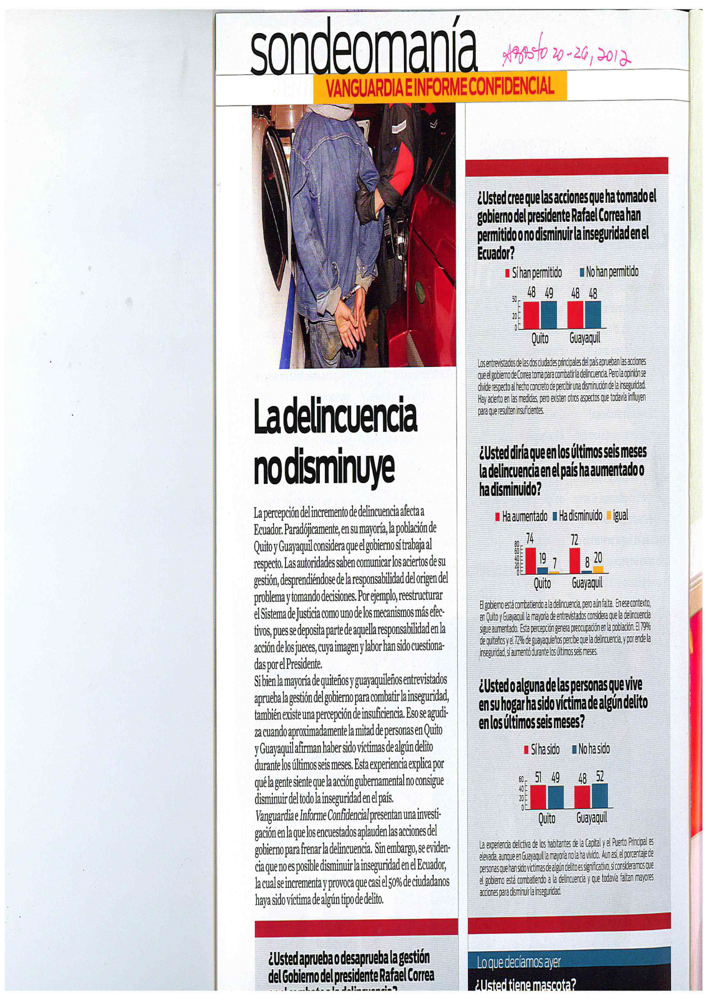 sondeomanía
Agosto 20-26, 2012
VANGUARDIA E INFORME CONFIDENCIAL
La delincuencia
no disminuye
La percepción del incremento de delincuencia afecta a
Ecuador. Paradójicamente, en su mayoría, la población de
Quito y Guayaquil considera que el gobierno sí trabaja al
respecto. Las autoridades saben comunicar los aciertos de su
gestión, desprendiéndose de la responsabilidad del origen del
problema y tomando decisiones. Por ejemplo, reestructurar
el Sistema de Justicia como uno de los mecanismos más efec-
tivos, pues se deposita parte de aquella responsabilidad en la
acción de los jueces, cuya imagen y labor han sido cuestiona-
das por el Presidente.
Si bien la mayoría de quiteños y guayaquileños entrevistados
aprueba la gestión del gobierno para combatir la inseguridad,
también existe una percepción de insuficiencia. Eso se agudi-
za cuando aproximadamente la mitad de personas en Quito
y Guayaquil afirman haber sido víctimas de algún delito
durante los últimos seis meses. Esta experiencia explica por
qué la gente siente que la acción gubernamental no consigue
disminuir del todo la inseguridad en el país.
Vanguardia e Informe Confidencial presentan una investi-
gación en la que los encuestados aplauden las acciones del
gobierno para frenar la delincuencia. Sin embargo, se eviden-
cia que no es posible disminuir la inseguridad en el Ecuador,
la cual se incrementa y provoca que casi el 50% de ciudadanos
haya sido víctima de algún tipo de delito.
¿Usted aprueba o desaprueba la gestión
del Gobierno del presidente Rafael Correa
en el combate a la delincuencia?
¿Usted cree que las acciones que ha tomado el
gobierno del presidente Rafael Correa han
permitido o no disminuir la inseguridad en el
Ecuador?
Sí han permitido No han permitido
48 49 48 48
50
20
0
Quito Guayaquil
Los entrevistados de las dos ciudades principales del país aprueban las acciones
que el gobierno de Correa toma para combatir la delincuencia. Pero la opinión se
divide respecto al hecho concreto de percibir una disminución de la inseguridad.
Hay acierto en las medidas, pero existen otros aspectos que todavía influyen
para que resulten insuficientes.
¿Usted diría que en los últimos seis meses
la delincuencia en el país ha aumentado o
ha disminuido?
Ha aumentado Ha disminuido igual
74 19 7 72 8 20
80
60
40
20
0
Quito Guayaquil
El gobierno está combatiendo a la delincuencia, pero aún falta. En ese contexto,
en Quito y Guayaquil la mayoría de entrevistados considera que la delincuencia
sigue aumentado. Esta percepción genera preocupación en la población. El 79%
de quiteños y el 72% de guayaquileños percibe que la delincuencia, y por ende la
inseguridad, sí aumentó durante los últimos seis meses.
¿Usted o alguna de las personas que vive
en su hogar ha sido víctima de algún delito
en los últimos seis meses?
Sí ha sido No ha sido
51 49 48 52
60
40
20
0
Quito Guayaquil
La experiencia delictiva de los habitantes de la Capital y el Puerto Principal es
elevada, aunque en Guayaquil la mayoría no la ha vivido. Aun así, el porcentaje de
personas que han sido víctimas de algún delito es significativo, si consideramos que
el gobierno está combatiendo a la delincuencia y que todavía faltan mayores
acciones para disminuir la inseguridad.
Lo que decíamos ayer
¿Usted tiene mascota?